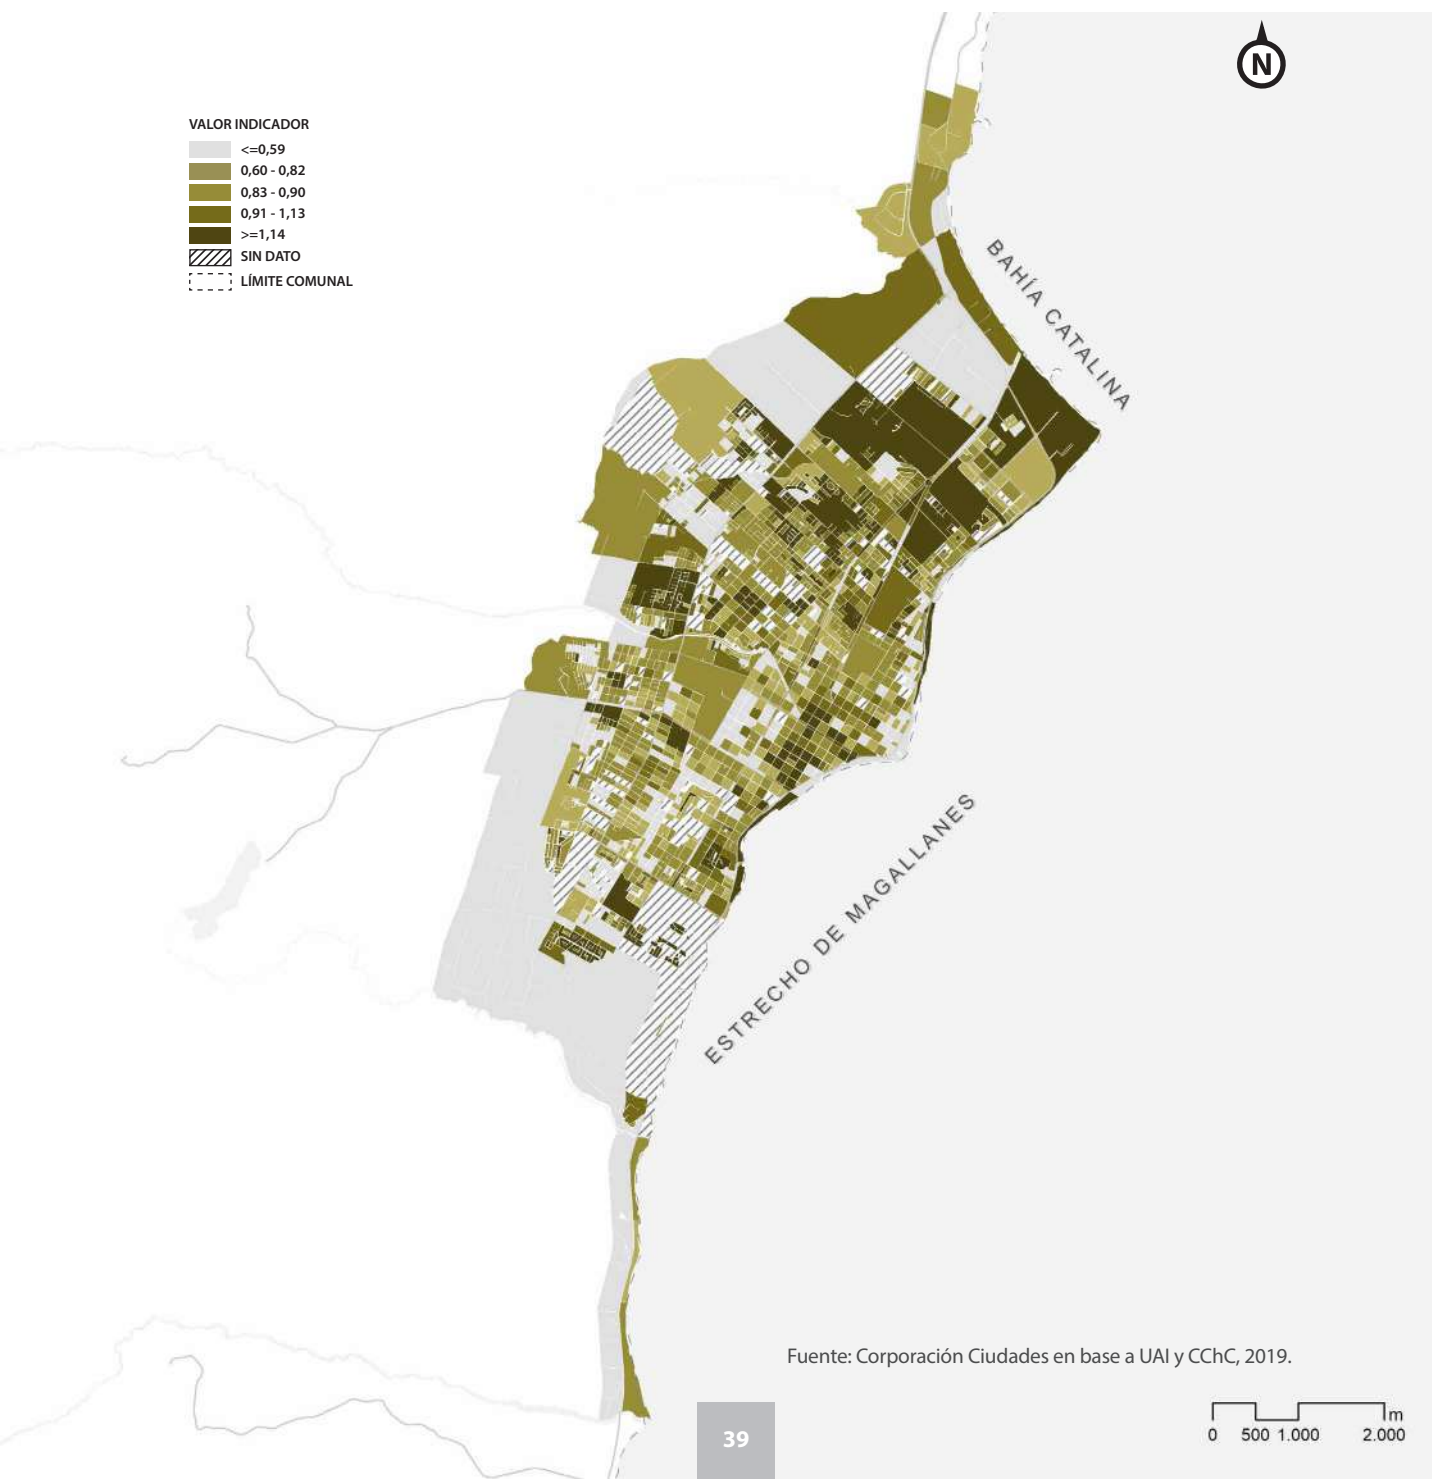 N
VALOR INDICADOR
<=0,59
0,60 - 0,82
0,83 - 0,90
0,91 - 1,13
>=1,14
SIN DATO
LÍMITE COMUNAL
BAHÍA CATALINA
ESTRECHO DE MAGALLANES
Fuente: Corporación Ciudades en base a UAI y CChC, 2019.
m
0 500 1.000 2.000
39